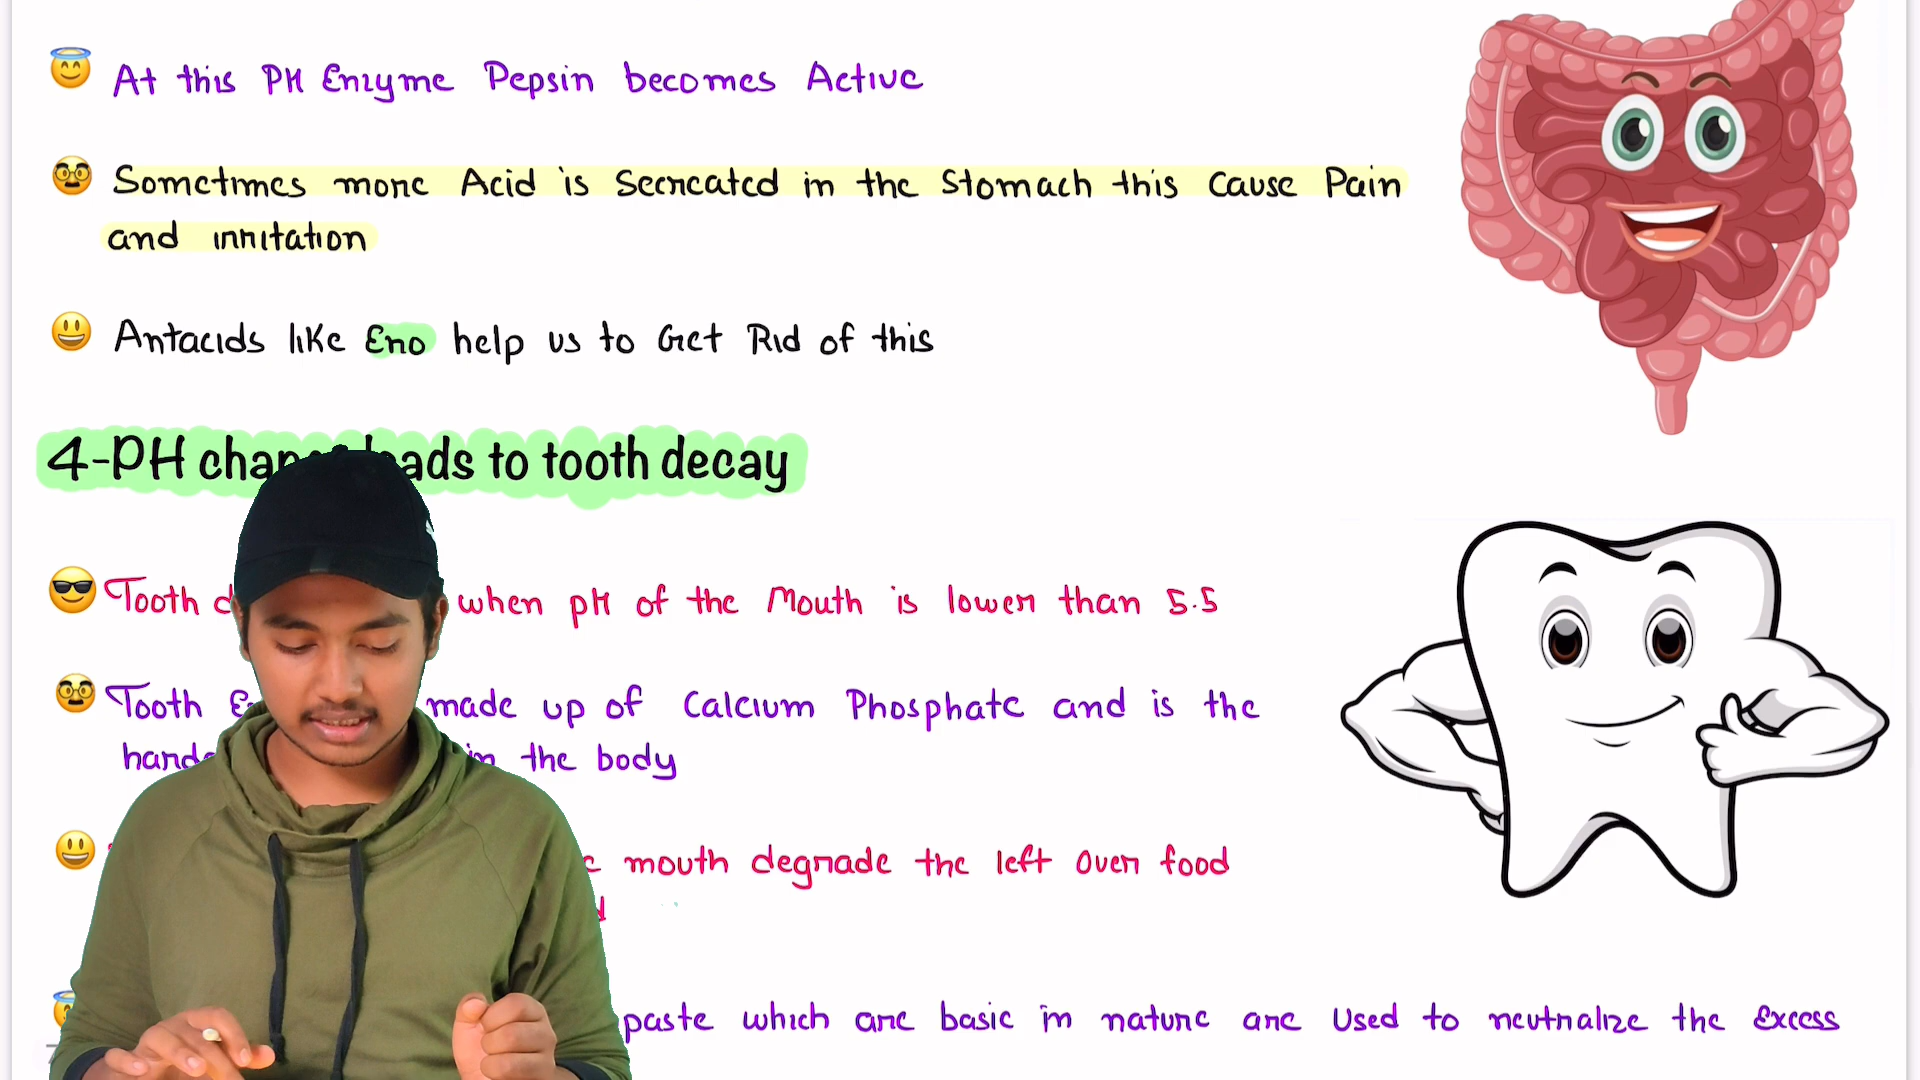 At this PH Enzyme Pepsin becomes Active
Sometimes more Acid is Secreated in the Stomach this Cause Pain
and irritation
Antacids like Eno help us to Get Rid of this
4-PH leads to tooth decay
Tooth when pH of the Mouth is lower than 5.5
Tooth made up of Calcium Phosphate and is the
in the body
mouth degrade the left over food
paste which are basic in nature are Used to neutralize the Excess